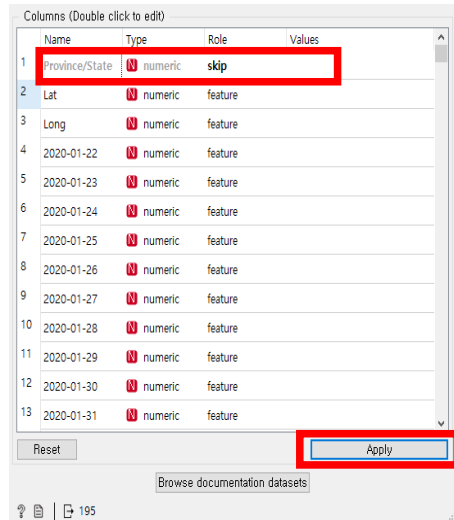 Columns (Double click to edit)
Name Type Role Values
1 Province/State N numeric skip
2 Lat N numeric feature
3 Long N numeric feature
4 2020-01-22 N numeric feature
5 2020-01-23 N numeric feature
6 2020-01-24 N numeric feature
7 2020-01-25 N numeric feature
8 2020-01-26 N numeric feature
9 2020-01-27 N numeric feature
10 2020-01-28 N numeric feature
11 2020-01-29 N numeric feature
12 2020-01-30 N numeric feature
13 2020-01-31 N numeric feature
Reset Apply
Browse documentation datasets
? 195